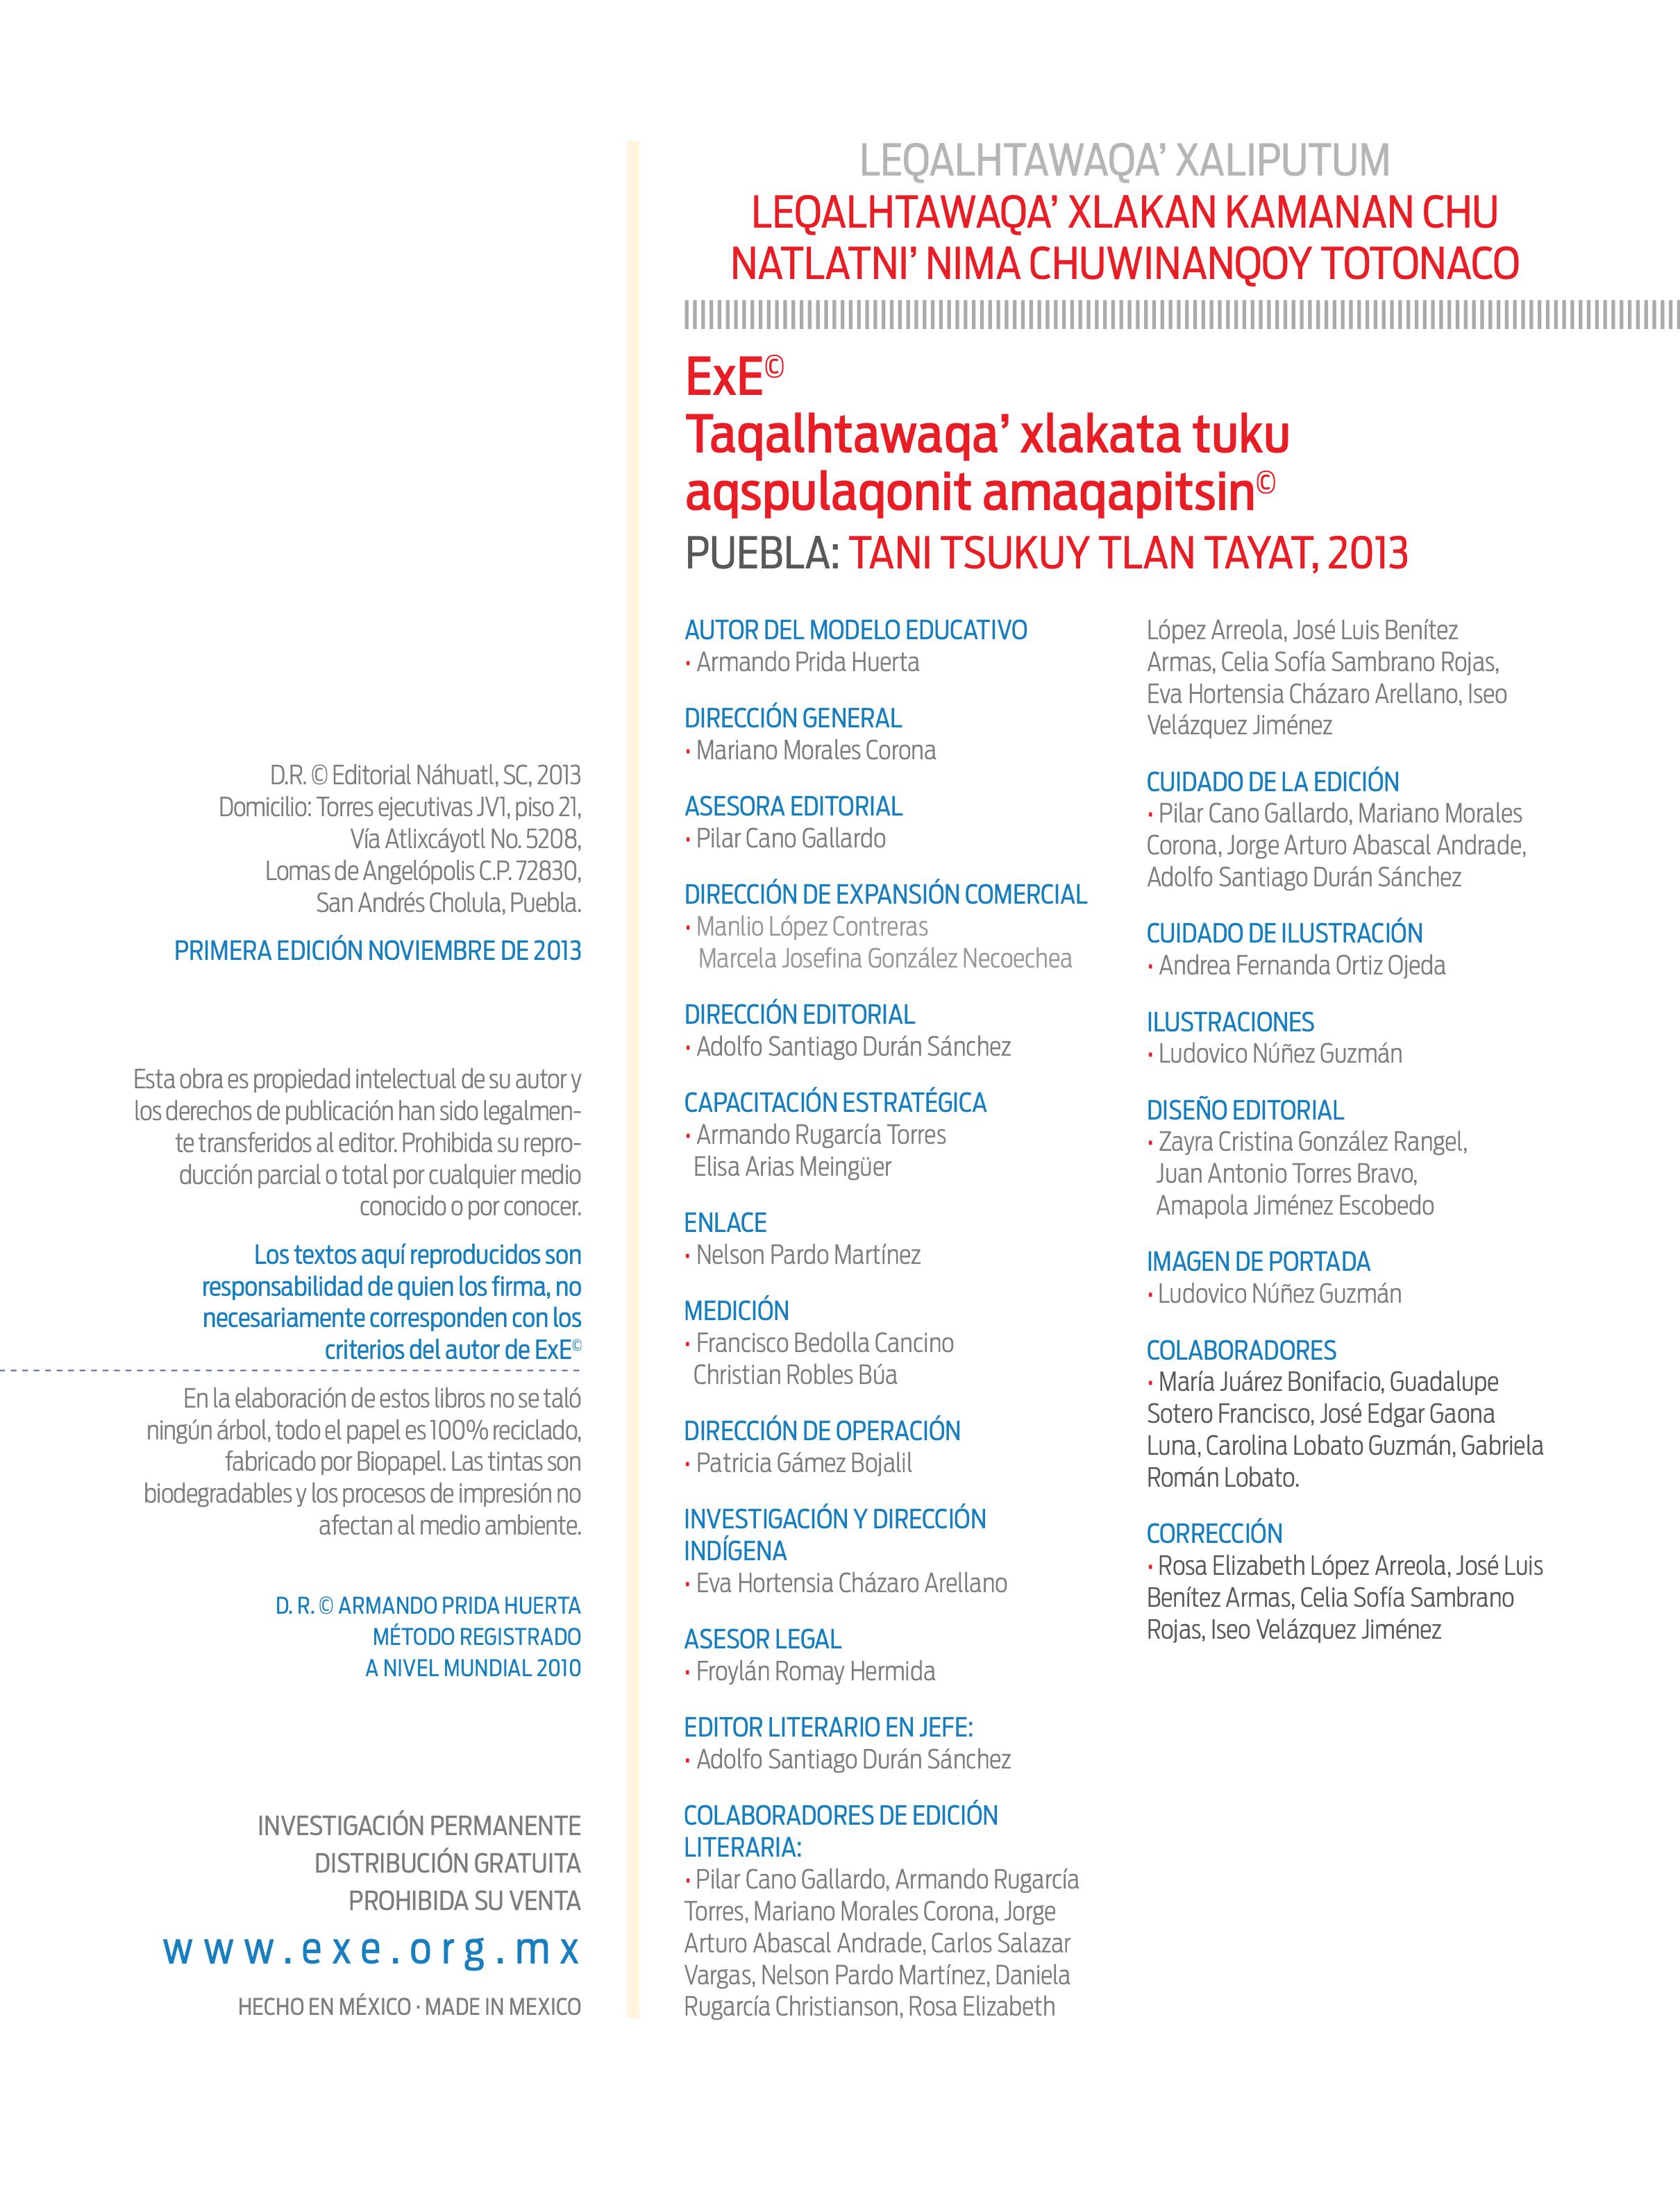 LEQALHTAWAQA’ XALIPUTUM
LEQALHTAWAQA’ XLAKAN KAMANAN CHU
NATLATNI’ NIMA CHUWINANQOY TOTONACO
ExE©
Taqalhtawaqa’ xlakata tuku
aqspulaqonit amaqapitsin©
PUEBLA: TANI TSUKUY TLAN TAYAT, 2013
D.R. © Editorial Náhuatl, SC, 2013
Domicilio: Torres ejecutivas JV1, piso 21,
Vía Atlixcáyotl No. 5208,
Lomas de Angelópolis C.P. 72830,
San Andrés Cholula, Puebla.
PRIMERA EDICIÓN NOVIEMBRE DE 2013
Esta obra es propiedad intelectual de su autor y
los derechos de publicación han sido legalmen-
te transferidos al editor. Prohibida su repro-
ducción parcial o total por cualquier medio
conocido o por conocer.
Los textos aquí reproducidos son
responsabilidad de quien los firma, no
necesariamente corresponden con los
criterios del autor de ExE©
En la elaboración de estos libros no se taló
ningún árbol, todo el papel es 100% reciclado,
fabricado por Biopapel. Las tintas son
biodegradables y los procesos de impresión no
afectan al medio ambiente.
D. R. © ARMANDO PRIDA HUERTA
MÉTODO REGISTRADO
A NIVEL MUNDIAL 2010
INVESTIGACIÓN PERMANENTE
DISTRIBUCIÓN GRATUITA
PROHIBIDA SU VENTA
www.exe.org.mx
HECHO EN MÉXICO · MADE IN MEXICO
AUTOR DEL MODELO EDUCATIVO
· Armando Prida Huerta
DIRECCIÓN GENERAL
· Mariano Morales Corona
ASESORA EDITORIAL
· Pilar Cano Gallardo
DIRECCIÓN DE EXPANSIÓN COMERCIAL
· Manlio López Contreras
Marcela Josefina González Necoechea
DIRECCIÓN EDITORIAL
· Adolfo Santiago Durán Sánchez
CAPACITACIÓN ESTRATÉGICA
· Armando Rugarcía Torres
Elisa Arias Meingüer
ENLACE
· Nelson Pardo Martínez
MEDICIÓN
· Francisco Bedolla Cancino
Christian Robles Búa
DIRECCIÓN DE OPERACIÓN
· Patricia Gámez Bojalil
INVESTIGACIÓN Y DIRECCIÓN
INDÍGENA
· Eva Hortensia Cházaro Arellano
ASESOR LEGAL
· Froylán Romay Hermida
EDITOR LITERARIO EN JEFE:
· Adolfo Santiago Durán Sánchez
COLABORADORES DE EDICIÓN
LITERARIA:
· Pilar Cano Gallardo, Armando Rugarcía
Torres, Mariano Morales Corona, Jorge
Arturo Abascal Andrade, Carlos Salazar
Vargas, Nelson Pardo Martínez, Daniela
Rugarcía Christianson, Rosa Elizabeth
López Arreola, José Luis Benítez
Armas, Celia Sofía Sambrano Rojas,
Eva Hortensia Cházaro Arellano, Iseo
Velázquez Jiménez
CUIDADO DE LA EDICIÓN
· Pilar Cano Gallardo, Mariano Morales
Corona, Jorge Arturo Abascal Andrade,
Adolfo Santiago Durán Sánchez
CUIDADO DE ILUSTRACIÓN
· Andrea Fernanda Ortiz Ojeda
ILUSTRACIONES
· Ludovico Núñez Guzmán
DISEÑO EDITORIAL
· Zayra Cristina González Rangel,
Juan Antonio Torres Bravo,
Amapola Jiménez Escobedo
IMAGEN DE PORTADA
· Ludovico Núñez Guzmán
COLABORADORES
· María Juárez Bonifacio, Guadalupe
Sotero Francisco, José Edgar Gaona
Luna, Carolina Lobato Guzmán, Gabriela
Román Lobato.
CORRECCIÓN
· Rosa Elizabeth López Arreola, José Luis
Benítez Armas, Celia Sofía Sambrano
Rojas, Iseo Velázquez Jiménez